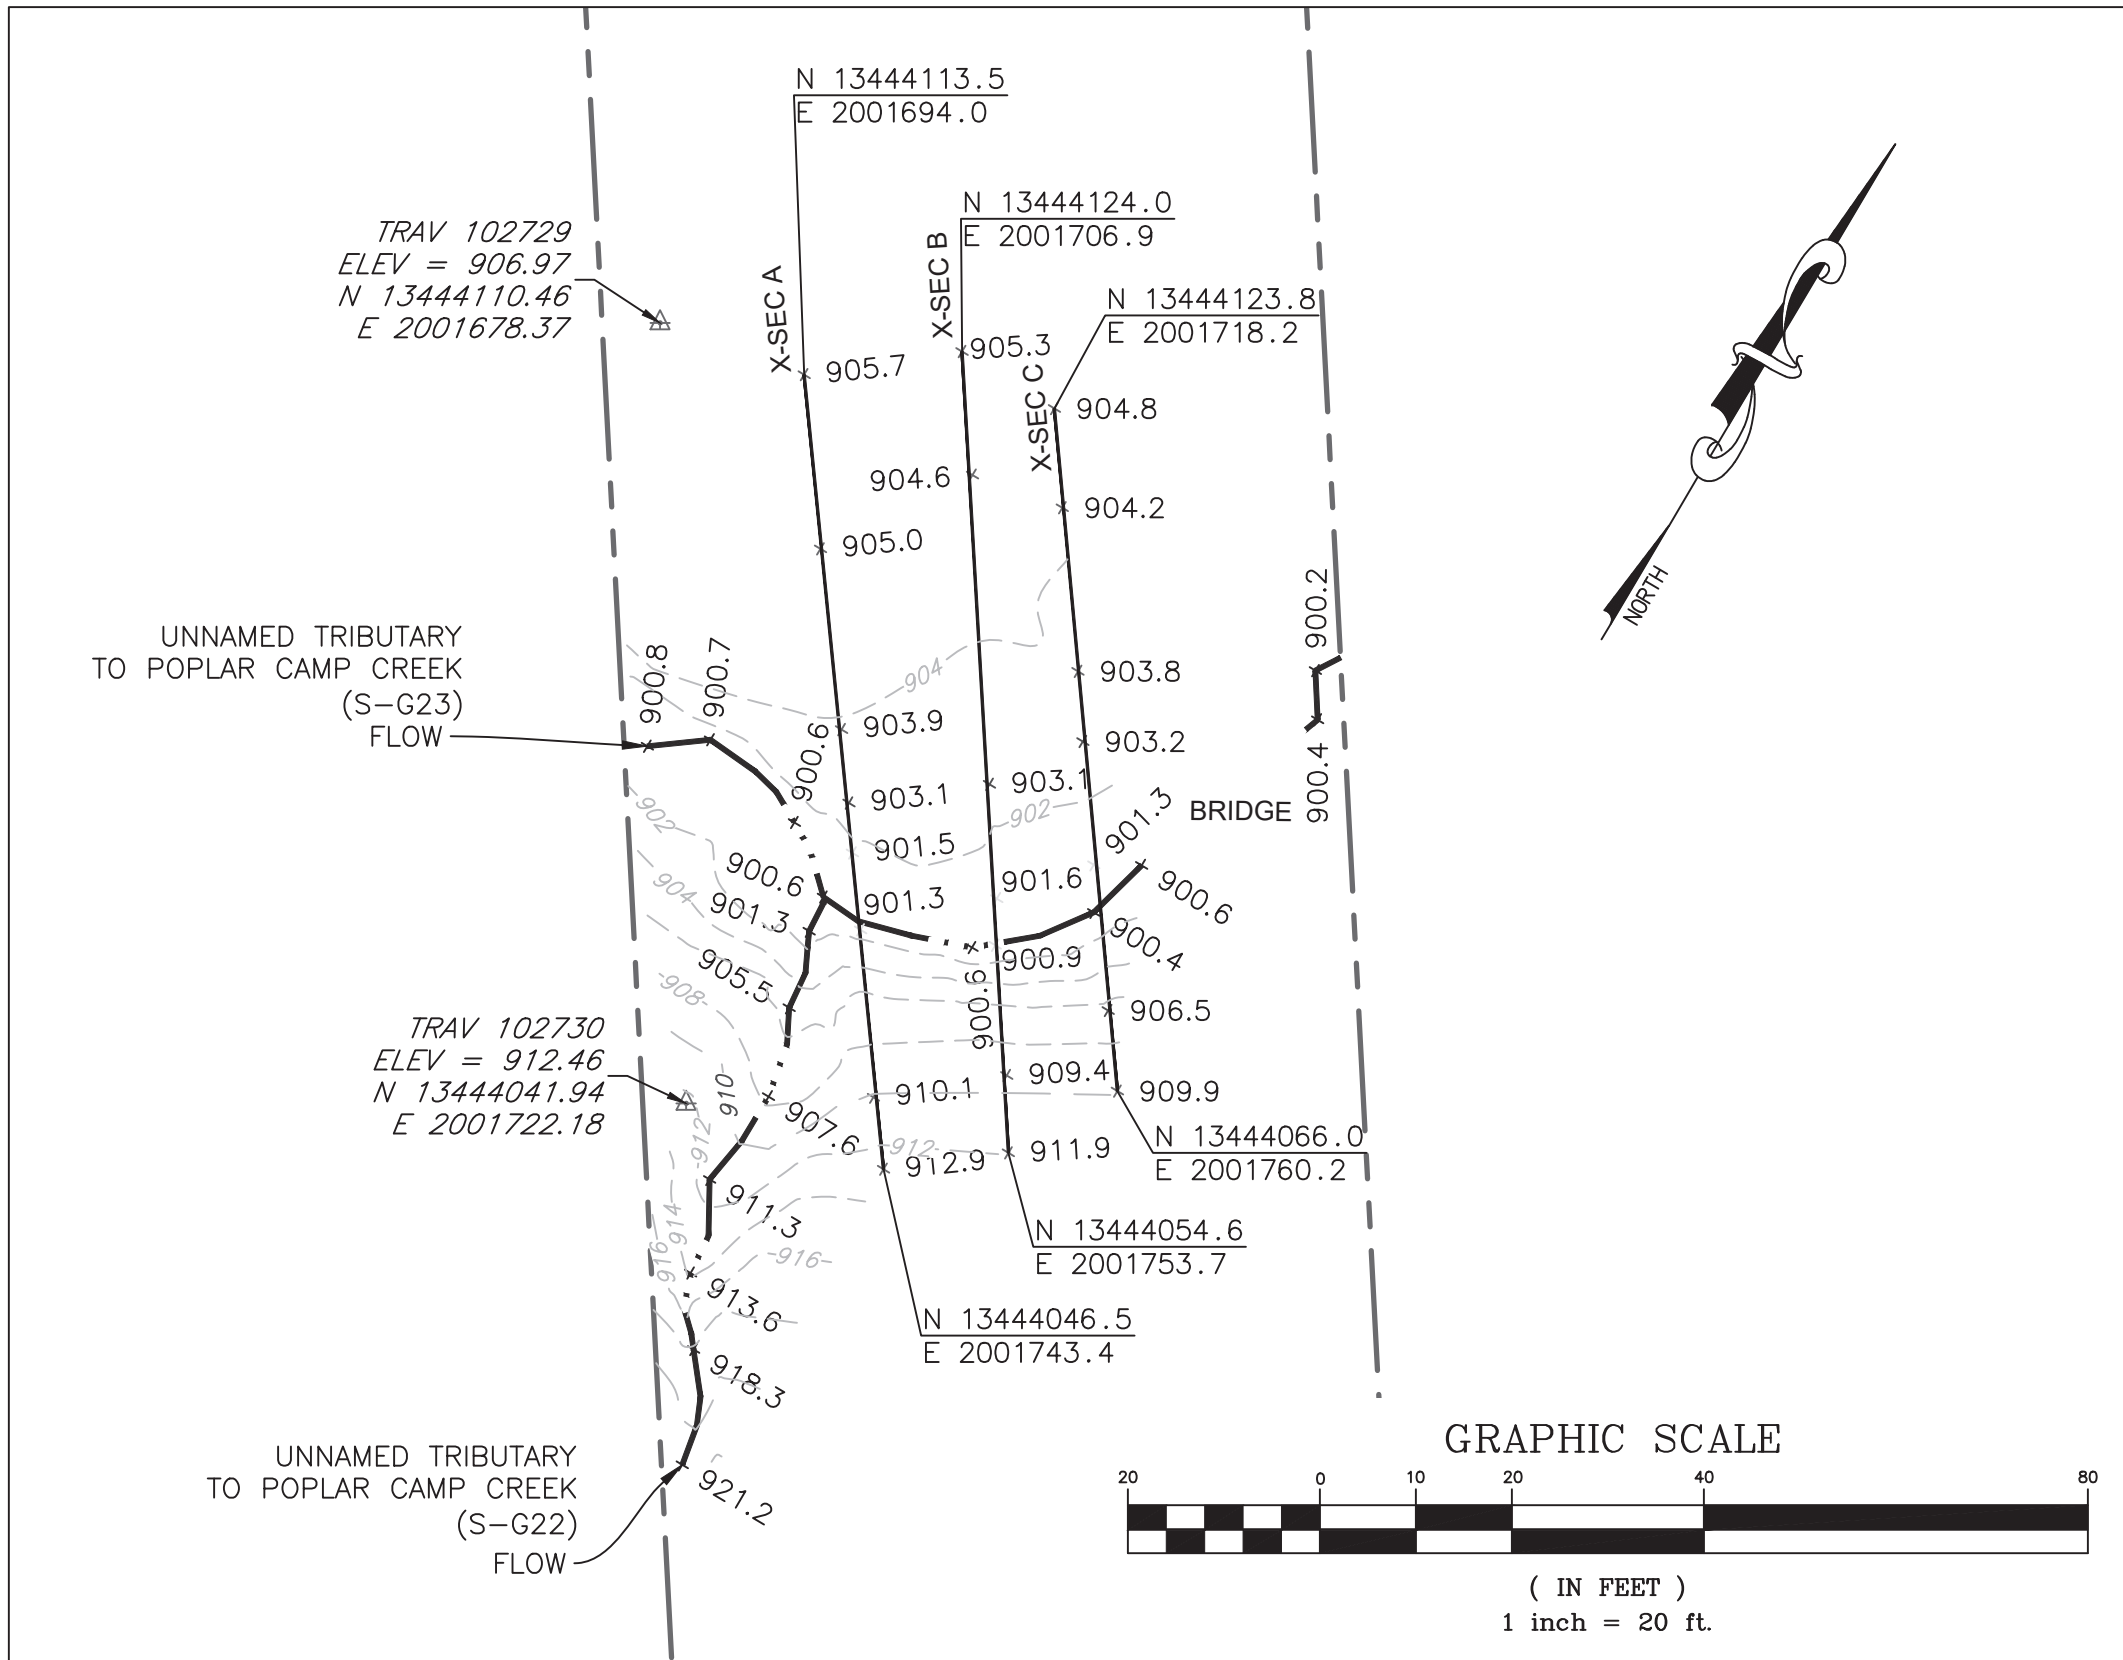 N 13444113.5
E 2001694.0
N 13444124.0
E 2001706.9
TRAV 102729
ELEV = 906.97
N 13444110.46
E 2001678.37
X-SEC A
X-SEC B
N 13444123.8
E 2001718.2
905.7
905.3
X-SEC C
904.8
904.6
904.2
905.0
NORTH
UNNAMED TRIBUTARY
TO POPLAR CAMP CREEK
(S-G23)
FLOW
900.8
900.7
904
903.8
900.2
903.9
903.2
900.6
903.1
903.1
902
902
BRIDGE
900.4
901.5
901.3
900.6
904
901.3
901.3
901.6
900.6
900.4
900.9
900.6
905.5
-908-
906.5
TRAV 102730
ELEV = 912.46
N 13444041.94
E 2001722.18
910-
910.1
909.4
909.9
907.6
-912
-912-
912.9
911.9
N 13444066.0
E 2001760.2
911.3
914
916
-916-
N 13444054.6
E 2001753.7
913.6
N 13444046.5
E 2001743.4
918.3
UNNAMED TRIBUTARY
TO POPLAR CAMP CREEK
(S-G22)
FLOW
921.2
GRAPHIC SCALE
20 0 10 20 40 80
( IN FEET )
1 inch = 20 ft.